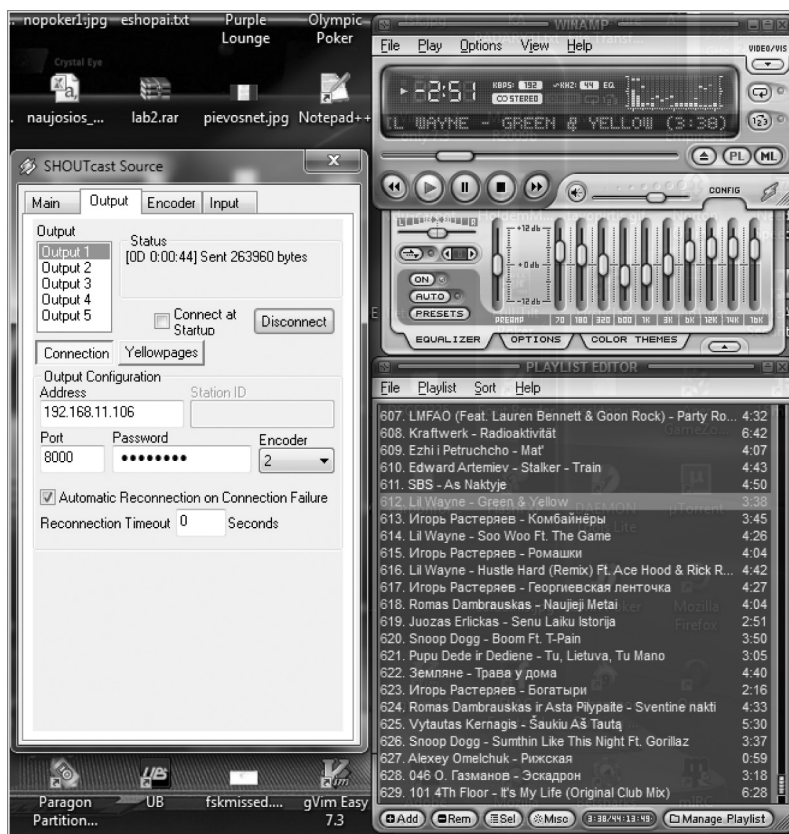 nopoker1.jpg eshopai.txt Purple Lounge Olympic Poker
Crystal Eye
naujosios_... lab2.rar pievosnet.jpg Notepad++
SHOUTcast Source
Main Output Encoder Input
Output
Output 1
Output 2
Output 3
Output 4
Output 5
Status
[0D 0:00:44] Sent 263960 bytes
Connect at Startup
Disconnect
Connection Yellowpages
Output Configuration
Address Station ID
192.168.11.106
Port Password Encoder
8000 ●●●●●●●● 2
Automatic Reconnection on Connection Failure
Reconnection Timeout 0 Seconds
Paragon Partition... UB fskmissed.... gVim Easy 7.3
WINAMP
File Play Options View Help
VIDEO/VIS
-2:51 KBPS: 192 KHZ: 44 EQ
STEREO
IL WAYNE - GREEN & YELLOW (3:38)
PL ML
CONFIG
+12 db
+0 db
-12 db
ON
AUTO
PRESETS
PREAMP 70 180 320 600 1K 3K 6K 12K 14K 16K
EQUALIZER OPTIONS COLOR THEMES
PLAYLIST EDITOR
File Playlist Sort Help
607. LMFAO (Feat. Lauren Bennett & Goon Rock) - Party Ro... 4:32
608. Kraftwerk - Radioaktivität 6:42
609. Ezhi i Petruchcho - Mat' 4:07
610. Edward Artemiev - Stalker - Train 4:43
611. SBS - As Naktyje 4:50
612. Lil Wayne - Green & Yellow 3:38
613. Игорь Растеряев - Комбайнёры 3:45
614. Lil Wayne - Soo Woo Ft. The Game 4:26
615. Игорь Растеряев - Ромашки 4:04
616. Lil Wayne - Hustle Hard (Remix) Ft. Ace Hood & Rick R... 4:42
617. Игорь Растеряев - Георгиевская ленточка 4:27
618. Romas Dambrauskas - Naujieji Metai 4:04
619. Juozas Erlickas - Senu Laiku Istorija 2:51
620. Snoop Dogg - Boom Ft. T-Pain 3:50
621. Pupu Dede ir Dediene - Tu, Lietuva, Tu Mano 3:05
622. Земляне - Трава у дома 4:40
623. Игорь Растеряев - Богатыри 2:16
624. Romas Dambrauskas ir Asta Pilypaite - Sventine nakti 4:33
625. Vytautas Kernagis - Šaukiu Aš Tautą 5:30
626. Snoop Dogg - Sumthin Like This Night Ft. Gorillaz 3:37
627. Alexey Omelchuk - Рижская 0:59
628. 046 О. Газманов - Эскадрон 3:18
629. 101 4Th Floor - It's My Life (Original Club Mix) 6:28
Add Rem Sel Misc 3:38/44:13:49 Manage Playlist